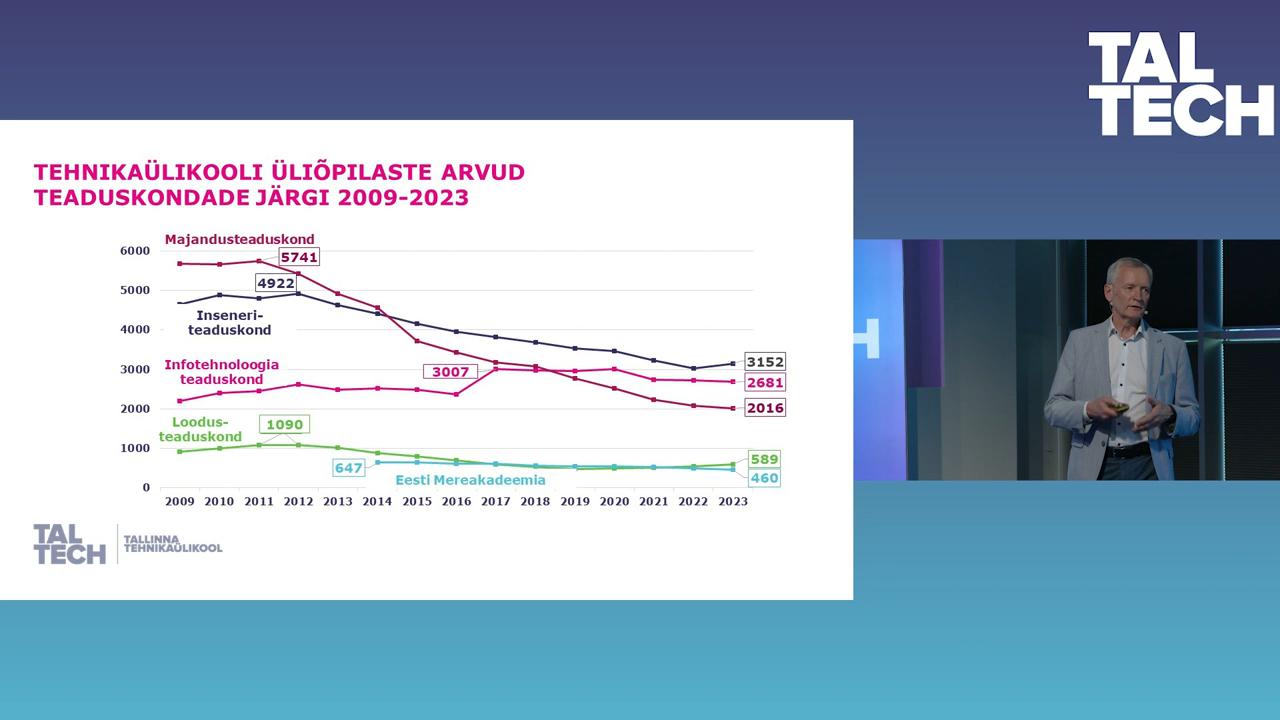 TAL
TECH
TEHNIKAÜLIKOOLI ÜLIÕPILASTE ARVUD
TEADUSKONDADE JÄRGI 2009-2023
Majandusteaduskond
6000
5741
5000
4922
Inseneri-
teaduskond
4000
Infotehnoloogia
teaduskond
3000
3007
3152
2681
2000
2016
Loodus-
teaduskond
1090
1000
647
Eesti Mereakadeemia
589
460
0
2009 2010 2011 2012 2013 2014 2015 2016 2017 2018 2019 2020 2021 2022 2023
TAL
TECH
TALLINNA
TEHNIKAÜLIKOOL
H